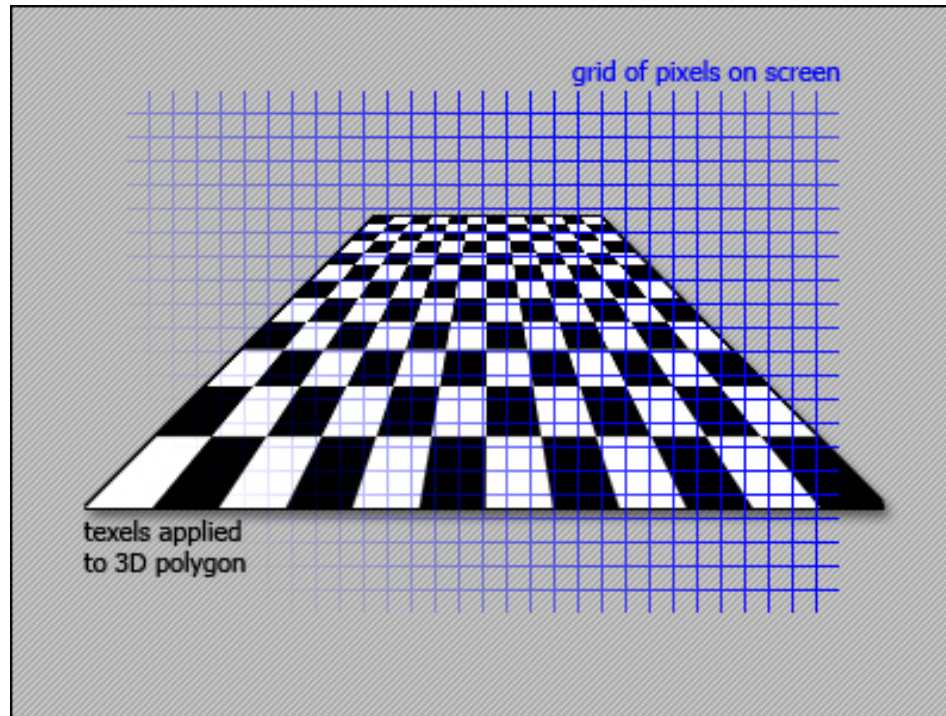 grid of pixels on screen
texels applied
to 3D polygon